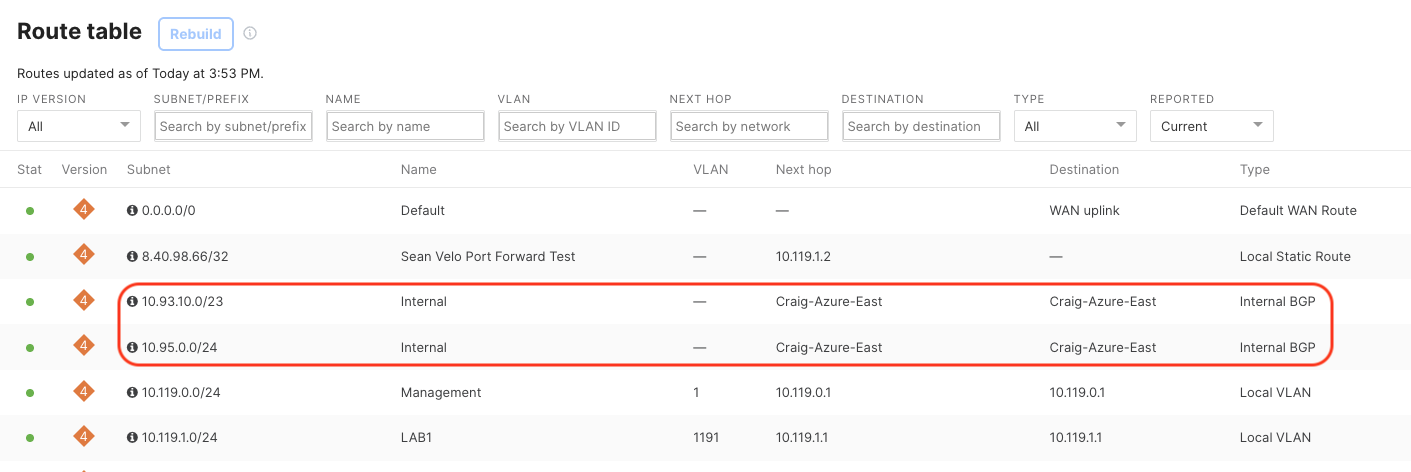 Route table Rebuild
Routes updated as of Today at 3:53 PM.
IP VERSION SUBNET/PREFIX NAME VLAN NEXT HOP DESTINATION TYPE REPORTED
All Search by subnet/prefix Search by name Search by VLAN ID Search by network Search by destination All Current
Stat Version Subnet Name VLAN Next hop Destination Type
4 0.0.0.0/0 Default — — WAN uplink Default WAN Route
4 8.40.98.66/32 Sean Velo Port Forward Test — 10.119.1.2 — Local Static Route
4 10.93.10.0/23 Internal — Craig-Azure-East Craig-Azure-East Internal BGP
4 10.95.0.0/24 Internal — Craig-Azure-East Craig-Azure-East Internal BGP
4 10.119.0.0/24 Management 1 10.119.0.1 10.119.0.1 Local VLAN
4 10.119.1.0/24 LAB1 1191 10.119.1.1 10.119.1.1 Local VLAN